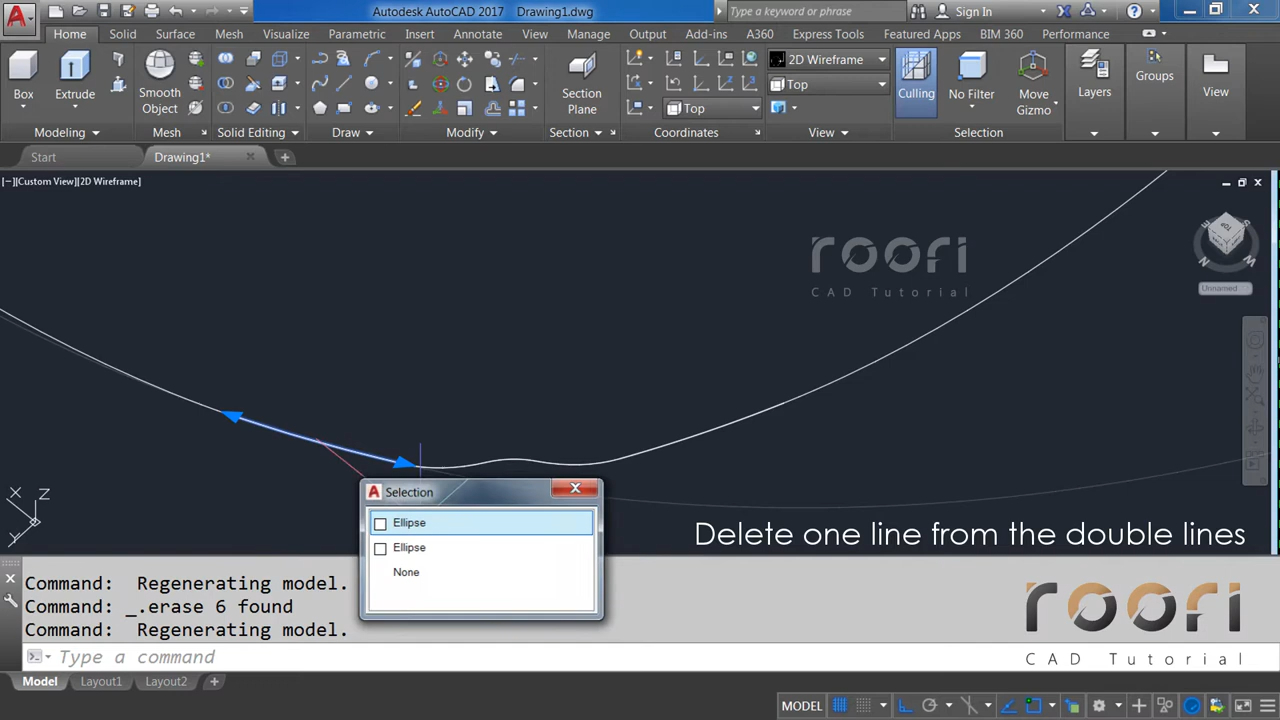 Autodesk AutoCAD 2017 Drawing1.dwg
Type a keyword or phrase
Sign In
Home Solid Surface Mesh Visualize Parametric Insert Annotate View Manage Output Add-ins A360 Express Tools Featured Apps BIM 360 Performance
Box
Extrude
Smooth
Object
Section
Plane
2D Wireframe
Top
Top
Culling
No Filter
Move
Gizmo
Layers
Groups
View
Modeling Mesh Solid Editing Draw Modify Section Coordinates View Selection
Start Drawing1*
[−][Custom View][2D Wireframe]
roori
CAD Tutorial
TOP
E
S
N
W
Unnamed
X
Z
Y
Selection
Ellipse
Ellipse
None
Delete one line from the double lines
Command: Regenerating model.
Command: _.erase 6 found
Command: Regenerating model.
Type a command
roori
CAD Tutorial
Model Layout1 Layout2
MODEL